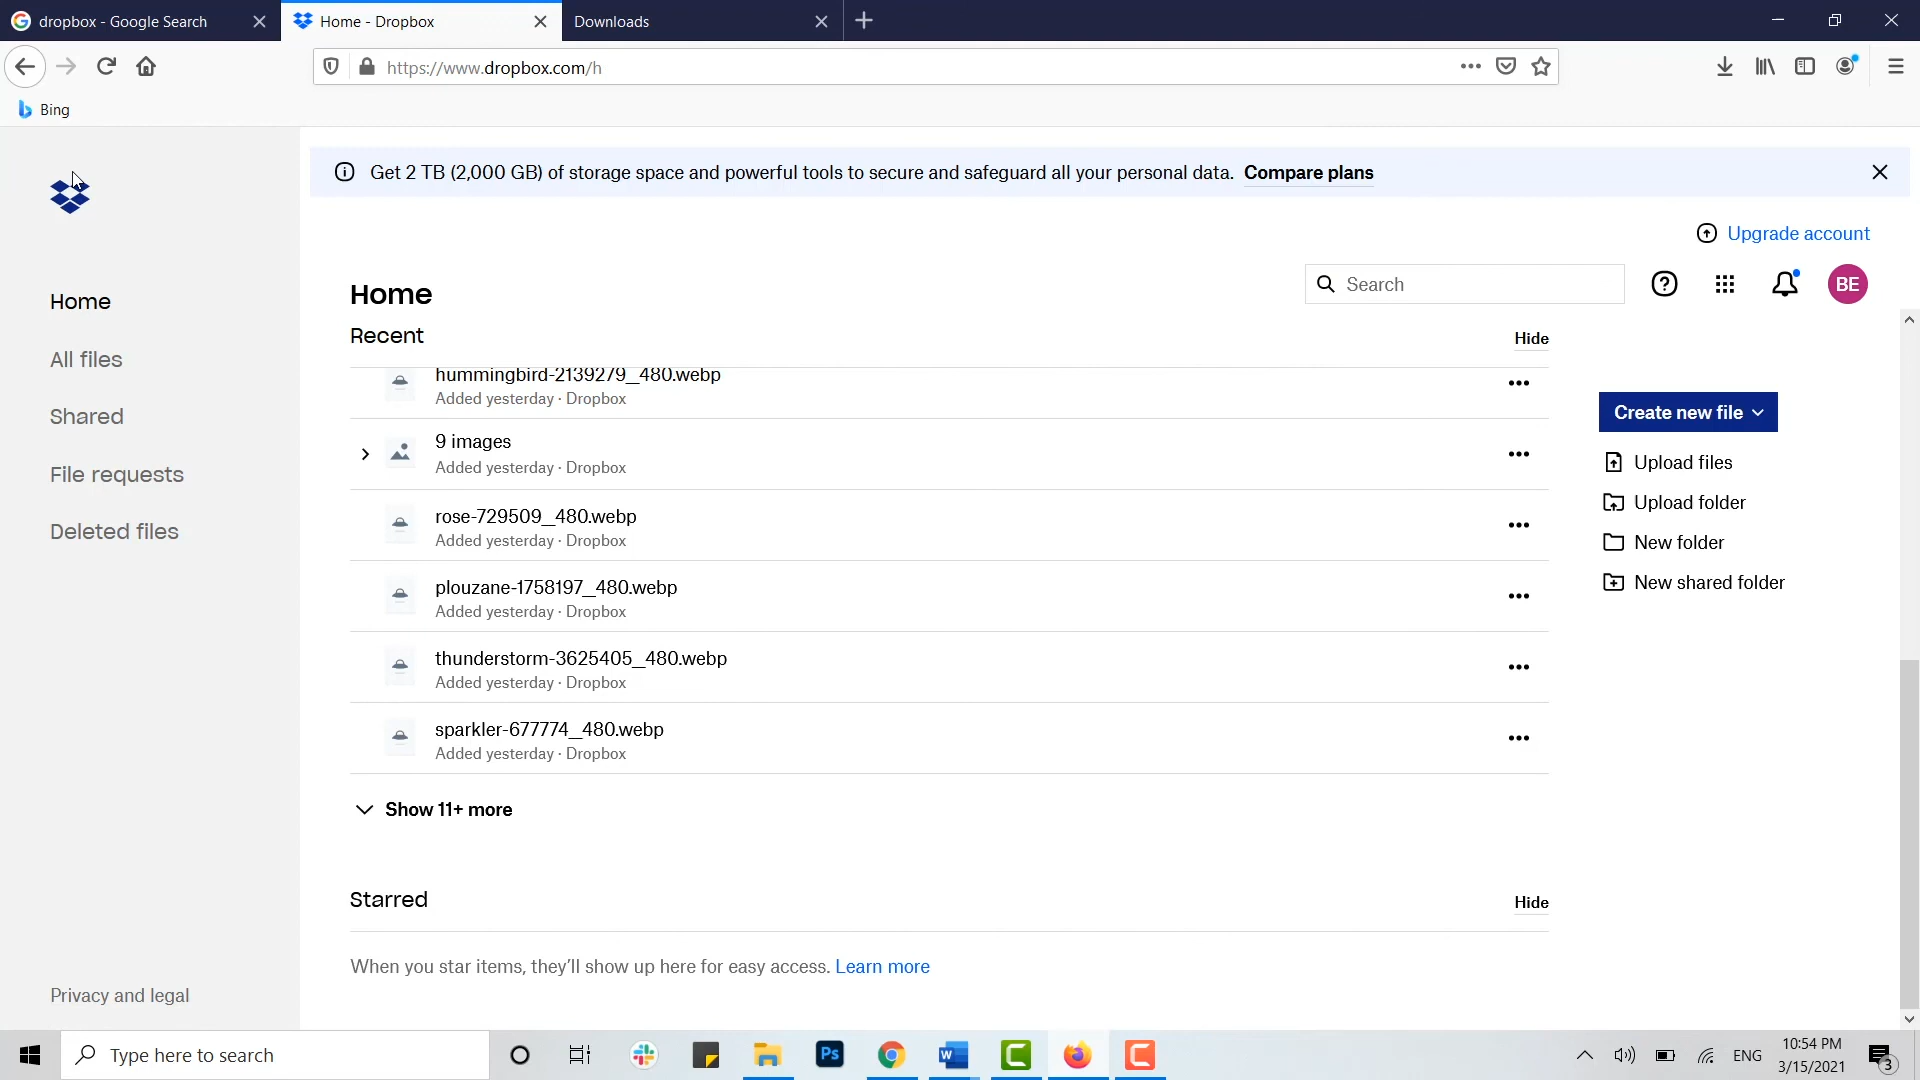 dropbox - Google Search
Home - Dropbox
Downloads
https://www.dropbox.com/h
Bing
Get 2 TB (2,000 GB) of storage space and powerful tools to secure and safeguard all your personal data. Compare plans
Upgrade account
Home
Search
BE
Home
All files
Shared
File requests
Deleted files
Privacy and legal
Recent
Hide
hummingbird-2139279_480.webp
Added yesterday · Dropbox
9 images
Added yesterday · Dropbox
rose-729509_480.webp
Added yesterday · Dropbox
plouzane-1758197_480.webp
Added yesterday · Dropbox
thunderstorm-3625405_480.webp
Added yesterday · Dropbox
sparkler-677774_480.webp
Added yesterday · Dropbox
Show 11+ more
Starred
Hide
When you star items, they'll show up here for easy access. Learn more
Create new file
Upload files
Upload folder
New folder
New shared folder
Type here to search
Ps
W
ENG
10:54 PM
3/15/2021
3